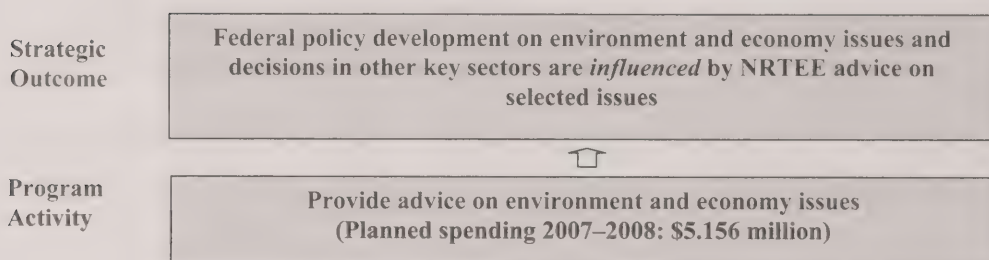 Strategic
Outcome
Federal policy development on environment and economy issues and
decisions in other key sectors are influenced by NRTEE advice on
selected issues
Program
Activity
Provide advice on environment and economy issues
(Planned spending 2007–2008: $5.156 million)